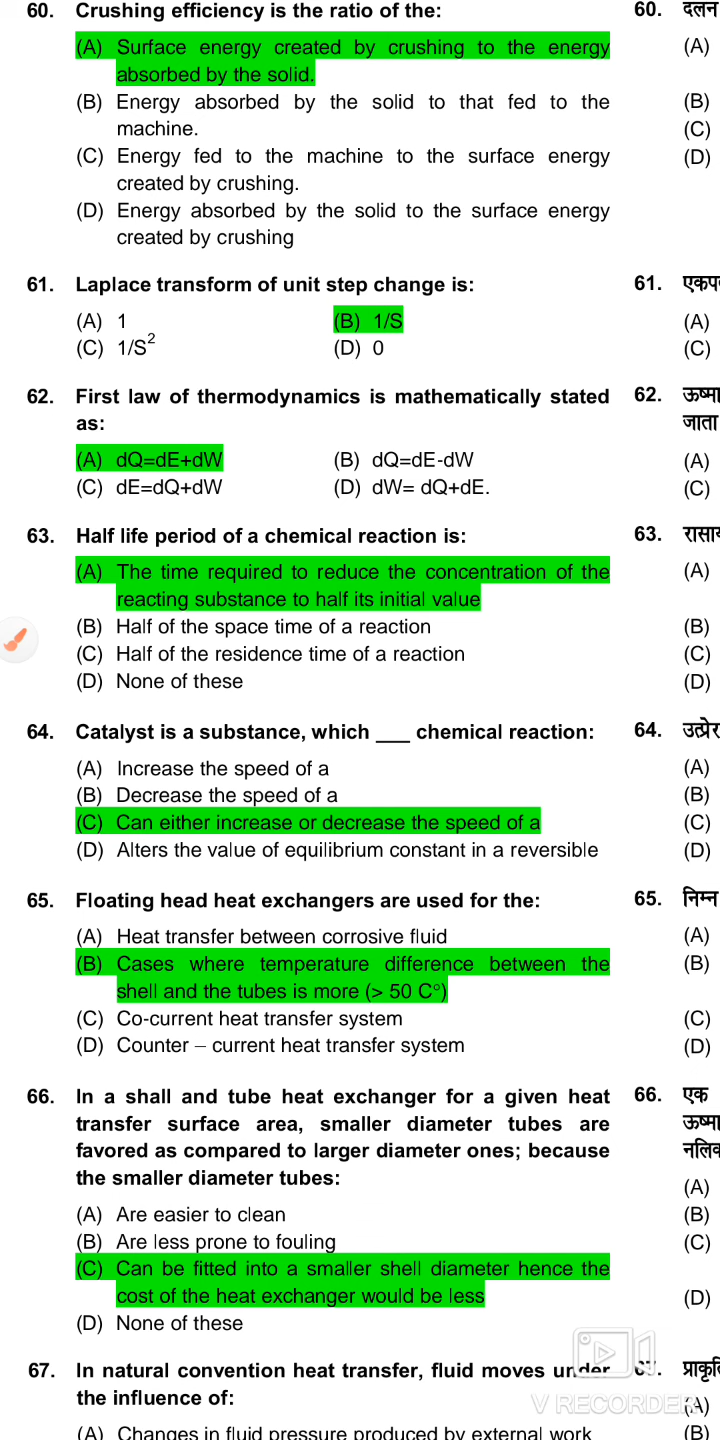 60. Crushing efficiency is the ratio of the:
(A) Surface energy created by crushing to the energy
absorbed by the solid.
(B) Energy absorbed by the solid to that fed to the
machine.
(C) Energy fed to the machine to the surface energy
created by crushing.
(D) Energy absorbed by the solid to the surface energy
created by crushing
61. Laplace transform of unit step change is:
(A) 1 (B) 1/S
(C) 1/S² (D) 0
62. First law of thermodynamics is mathematically stated
as:
(A) dQ=dE+dW (B) dQ=dE-dW
(C) dE=dQ+dW (D) dW= dQ+dE.
63. Half life period of a chemical reaction is:
(A) The time required to reduce the concentration of the
reacting substance to half its initial value
(B) Half of the space time of a reaction
(C) Half of the residence time of a reaction
(D) None of these
64. Catalyst is a substance, which ___ chemical reaction:
(A) Increase the speed of a
(B) Decrease the speed of a
(C) Can either increase or decrease the speed of a
(D) Alters the value of equilibrium constant in a reversible
65. Floating head heat exchangers are used for the:
(A) Heat transfer between corrosive fluid
(B) Cases where temperature difference between the
shell and the tubes is more (> 50 C°)
(C) Co-current heat transfer system
(D) Counter – current heat transfer system
66. In a shall and tube heat exchanger for a given heat
transfer surface area, smaller diameter tubes are
favored as compared to larger diameter ones; because
the smaller diameter tubes:
(A) Are easier to clean
(B) Are less prone to fouling
(C) Can be fitted into a smaller shell diameter hence the
cost of the heat exchanger would be less
(D) None of these
67. In natural convention heat transfer, fluid moves under
the influence of:
(A) Changes in fluid pressure produced by external work
60. दलन
(A)
(B)
(C)
(D)
61.
(A)
(C)
62.
जाता
(A)
(C)
63.
(A)
(B)
(C)
(D)
64.
(A)
(B)
(C)
(D)
65. निम्न
(A)
(B)
(C)
(D)
66. एक
(A)
(B)
(C)
(D)
67.
(A)
(B)
V RECORDER